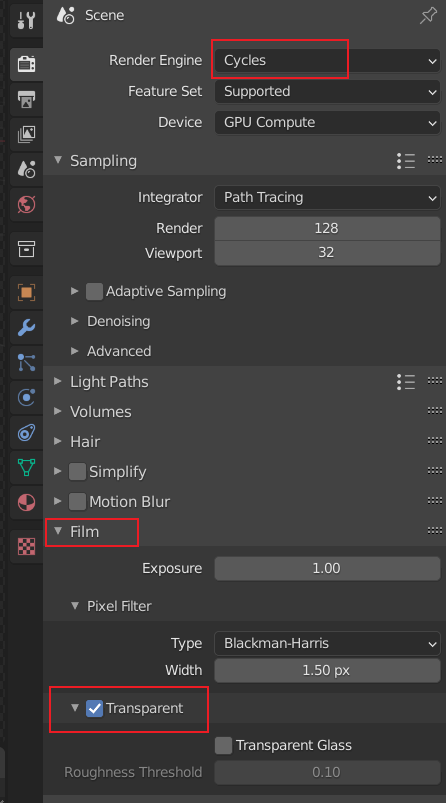 Scene
Render Engine Cycles
Feature Set Supported
Device GPU Compute
Sampling
Integrator Path Tracing
Render 128
Viewport 32
Adaptive Sampling
Denoising
Advanced
Light Paths
Volumes
Hair
Simplify
Motion Blur
Film
Exposure 1.00
Pixel Filter
Type Blackman-Harris
Width 1.50 px
Transparent
Transparent Glass
Roughness Threshold 0.10